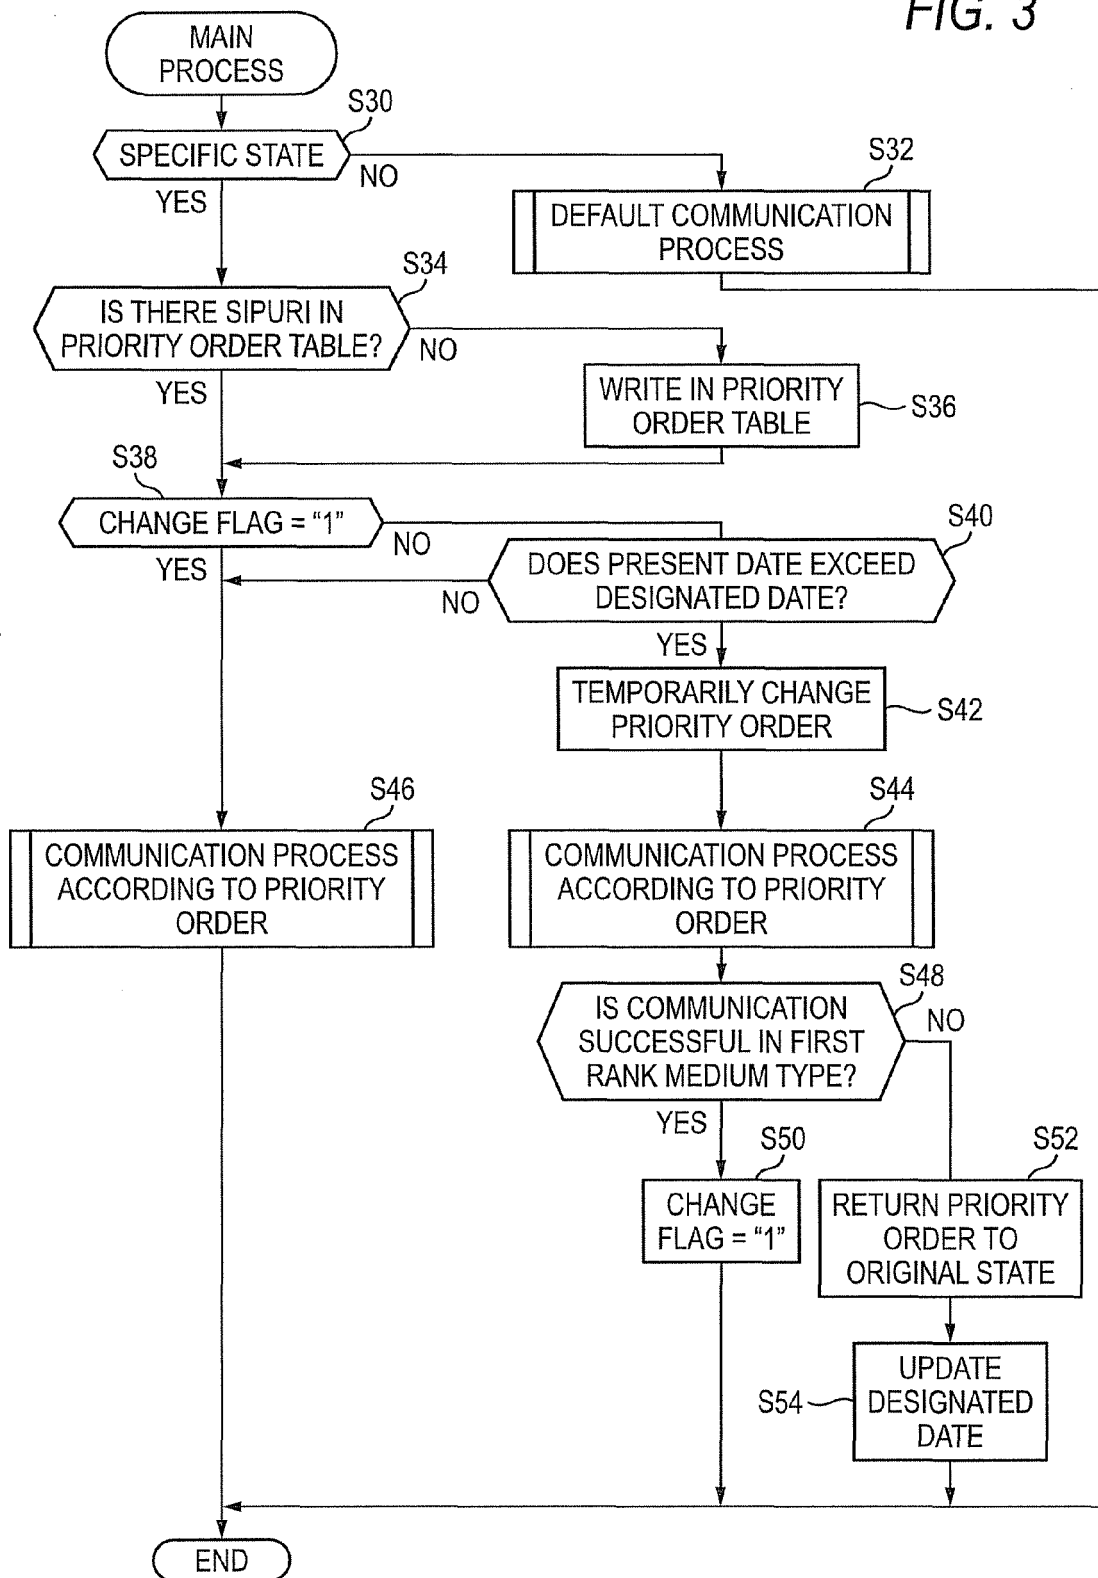 FIG. 3
MAIN
PROCESS
S30
SPECIFIC STATE
NO
YES
S32
DEFAULT COMMUNICATION
PROCESS
S34
IS THERE SIPURI IN
PRIORITY ORDER TABLE?
NO
YES
WRITE IN PRIORITY
ORDER TABLE
S36
S38
CHANGE FLAG = “1”
NO
YES
S40
DOES PRESENT DATE EXCEED
DESIGNATED DATE?
NO
YES
TEMPORARILY CHANGE
PRIORITY ORDER
S42
S46
COMMUNICATION PROCESS
ACCORDING TO PRIORITY
ORDER
S44
COMMUNICATION PROCESS
ACCORDING TO PRIORITY
ORDER
S48
IS COMMUNICATION
SUCCESSFUL IN FIRST
RANK MEDIUM TYPE?
NO
YES
S50
CHANGE
FLAG = “1”
S52
RETURN PRIORITY
ORDER TO
ORIGINAL STATE
S54
UPDATE
DESIGNATED
DATE
END